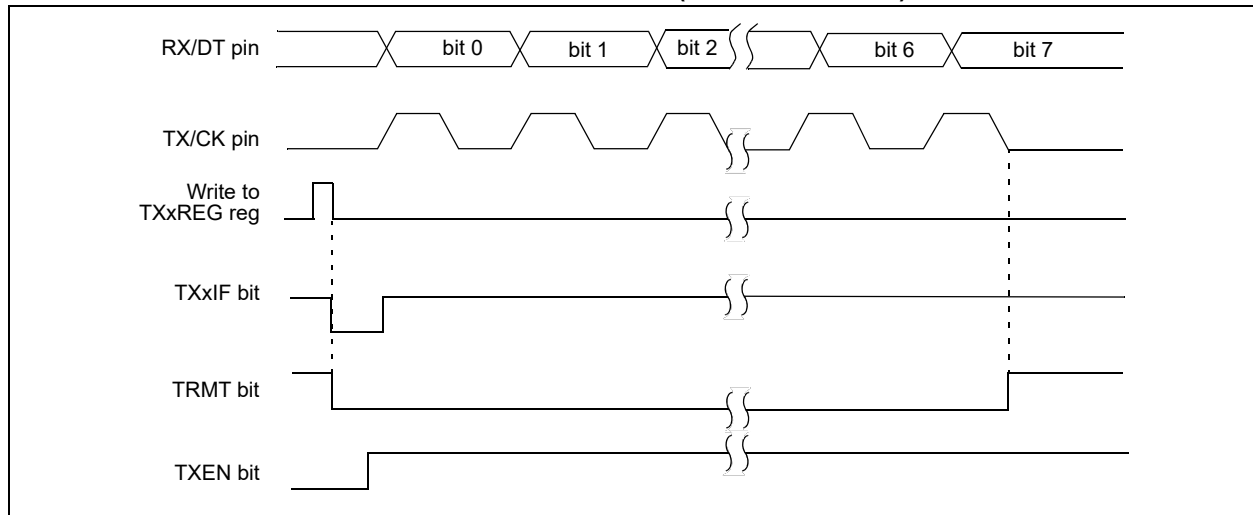 RX/DT pin
bit 0
bit 1
bit 2
bit 6
bit 7
TX/CK pin
Write to
TXxREG reg
TXxIF bit
TRMT bit
TXEN bit